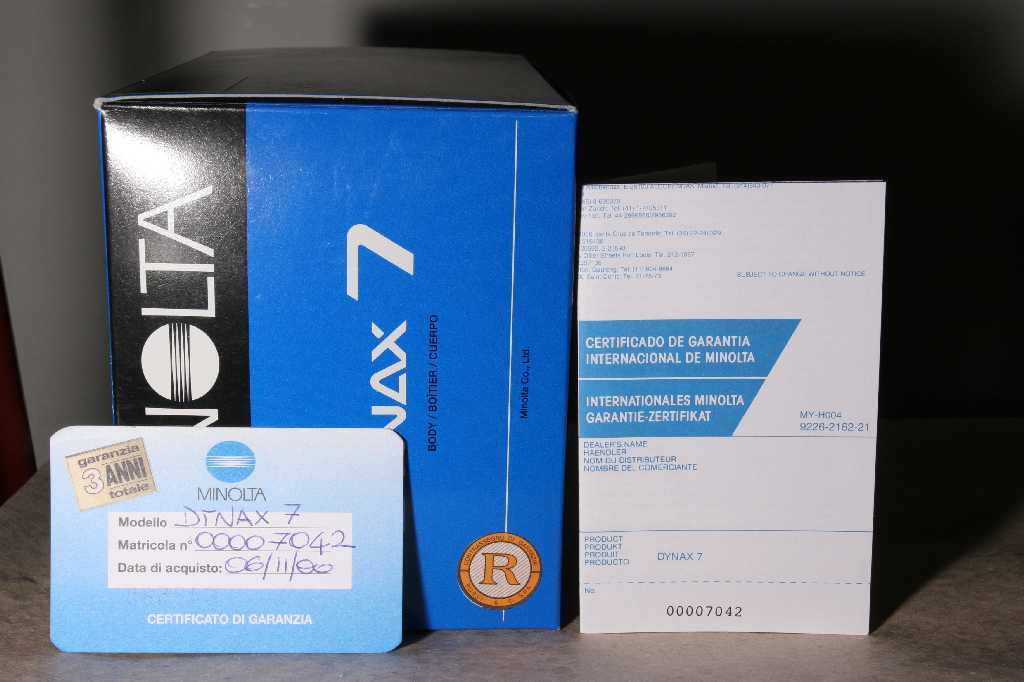 MINOLTA
DYNAX 7
BODY / BOÎTIER / CUERPO
Minolta Co., Ltd.
R
garanzia
3 ANNI
totale
MINOLTA
Modello DYNAX 7
Matricola n° 00007042
Data di acquisto: 06/11/00
CERTIFICATO DI GARANZIA
SUBJECT TO CHANGE WITHOUT NOTICE
CERTIFICADO DE GARANTIA
INTERNACIONAL DE MINOLTA
INTERNATIONALES MINOLTA
GARANTIE-ZERTIFIKAT
MY-H004
9226-2162-21
DEALER'S NAME
HAENDLER
NOM DU DISTRIBUTEUR
NOMBRE DEL COMERCIANTE
PRODUCT
PRODUKT
PRODUIT
PRODUCTO
DYNAX 7
No.
00007042